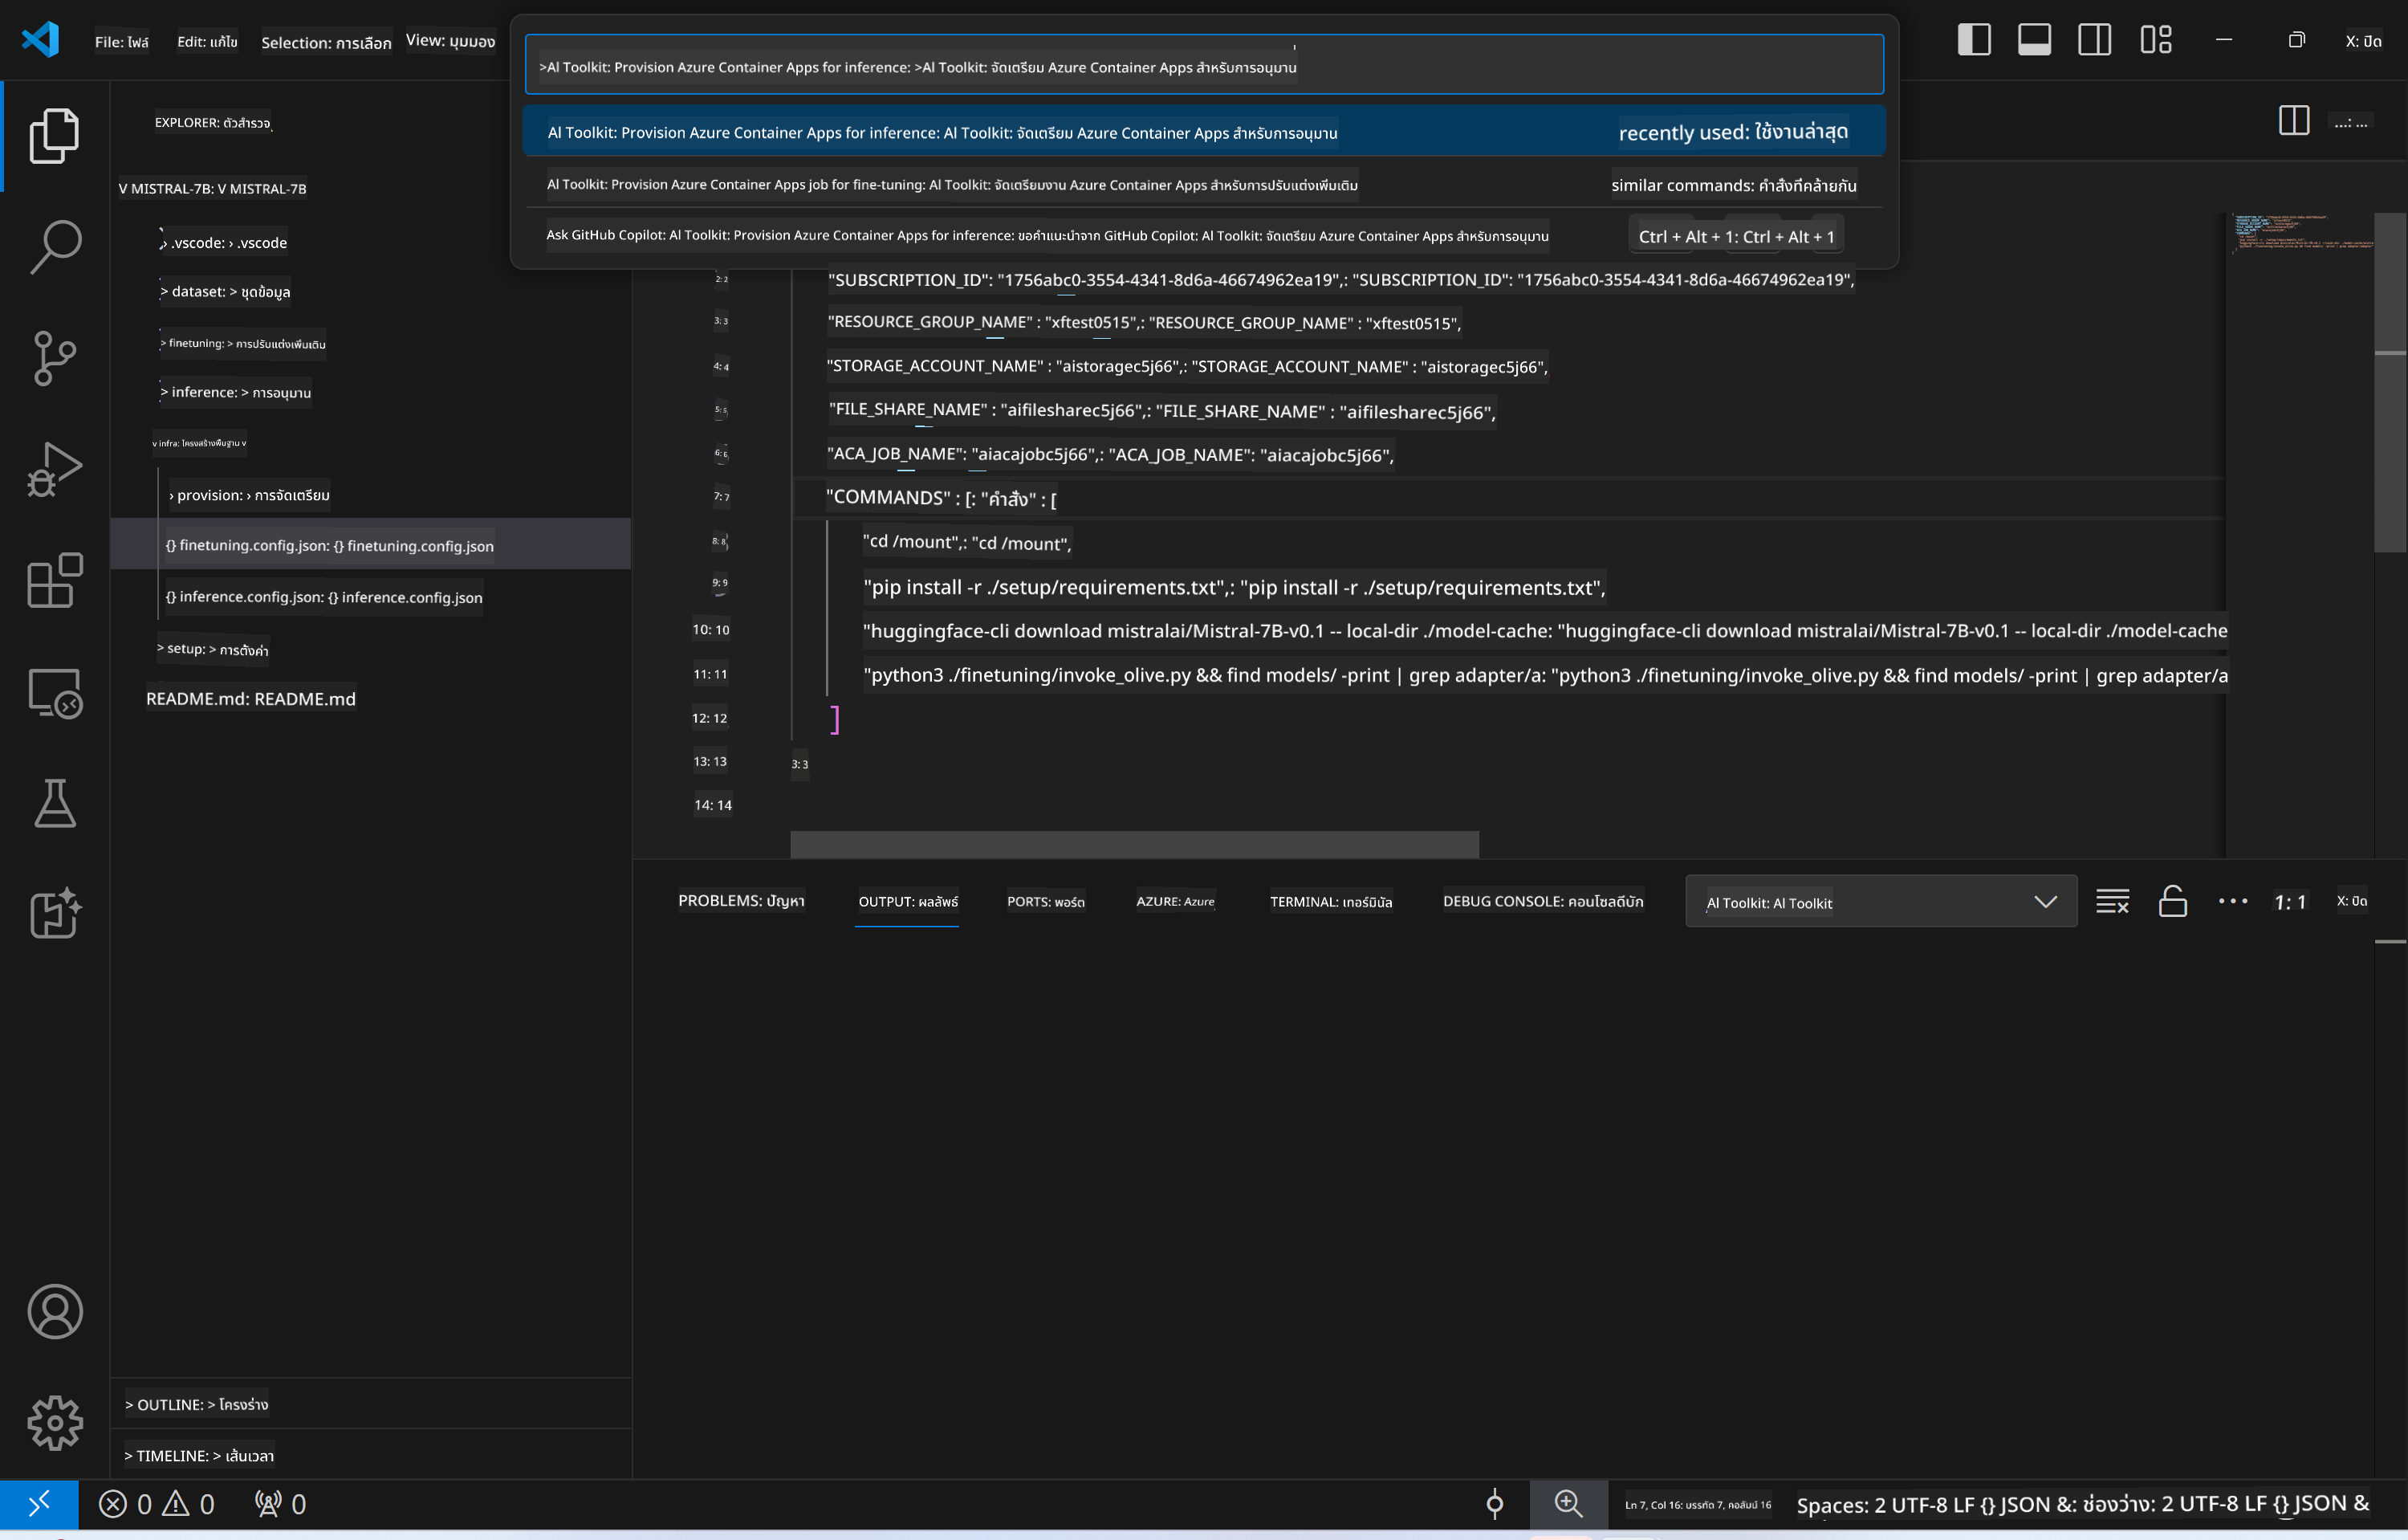 File: ไฟล์ Edit: แก้ไข Selection: การเลือก View: มุมมอง
X: ปิด
>Al Toolkit: Provision Azure Container Apps for inference: >Al Toolkit: จัดเตรียม Azure Container Apps สำหรับการอนุมาน
Al Toolkit: Provision Azure Container Apps for inference: Al Toolkit: จัดเตรียม Azure Container Apps สำหรับการอนุมาน recently used: ใช้งานล่าสุด
Al Toolkit: Provision Azure Container Apps job for fine-tuning: Al Toolkit: จัดเตรียมงาน Azure Container Apps สำหรับการปรับแต่งเพิ่มเติม similar commands: คำสั่งที่คล้ายกัน
Ask GitHub Copilot: Al Toolkit: Provision Azure Container Apps for inference: ขอคำแนะนำจาก GitHub Copilot: Al Toolkit: จัดเตรียม Azure Container Apps สำหรับการอนุมาน Ctrl + Alt + 1: Ctrl + Alt + 1
...: ...
EXPLORER: ตัวสำรวจ
V MISTRAL-7B: V MISTRAL-7B
› .vscode: › .vscode
> dataset: > ชุดข้อมูล
> finetuning: > การปรับแต่งเพิ่มเติม
> inference: > การอนุมาน
v infra: โครงสร้างพื้นฐาน v
› provision: › การจัดเตรียม
{} finetuning.config.json: {} finetuning.config.json
{} inference.config.json: {} inference.config.json
> setup: > การตั้งค่า
README.md: README.md
2: 2 "SUBSCRIPTION_ID": "1756abc0-3554-4341-8d6a-46674962ea19",: "SUBSCRIPTION_ID": "1756abc0-3554-4341-8d6a-46674962ea19",
3: 3 "RESOURCE_GROUP_NAME" : "xftest0515",: "RESOURCE_GROUP_NAME" : "xftest0515",
4: 4 "STORAGE_ACCOUNT_NAME" : "aistoragec5j66",: "STORAGE_ACCOUNT_NAME" : "aistoragec5j66",
5: 5 "FILE_SHARE_NAME" : "aifilesharec5j66",: "FILE_SHARE_NAME" : "aifilesharec5j66",
6: 6 "ACA_JOB_NAME": "aiacajobc5j66",: "ACA_JOB_NAME": "aiacajobc5j66",
7: 7 "COMMANDS" : [: "คำสั่ง" : [
8: 8 "cd /mount",: "cd /mount",
9: 9 "pip install -r ./setup/requirements.txt",: "pip install -r ./setup/requirements.txt",
10: 10 "huggingface-cli download mistralai/Mistral-7B-v0.1 -- local-dir ./model-cache: "huggingface-cli download mistralai/Mistral-7B-v0.1 -- local-dir ./model-cache
11: 11 "python3 ./finetuning/invoke_olive.py && find models/ -print | grep adapter/a: "python3 ./finetuning/invoke_olive.py && find models/ -print | grep adapter/a
12: 12 ]
13: 13 3: 3
14: 14
PROBLEMS: ปัญหา OUTPUT: ผลลัพธ์ PORTS: พอร์ต AZURE: Azure TERMINAL: เทอร์มินัล DEBUG CONSOLE: คอนโซลดีบัก Al Toolkit: Al Toolkit 1: 1 X: ปิด
> OUTLINE: > โครงร่าง
> TIMELINE: > เส้นเวลา
0 0 0 Ln 7, Col 16: บรรทัด 7, คอลัมน์ 16 Spaces: 2 UTF-8 LF {} JSON &: ช่องว่าง: 2 UTF-8 LF {} JSON &